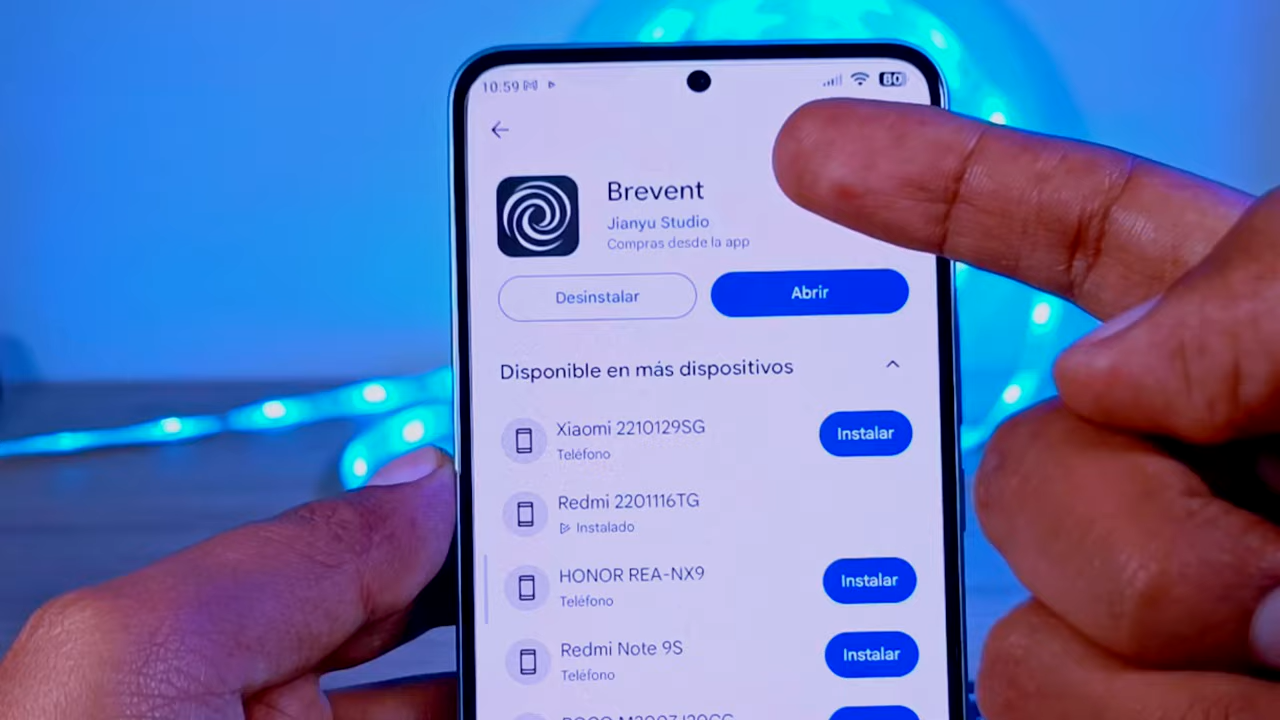 10:59
60
Brevent
Jianyu Studio
Compras desde la app
Desinstalar
Abrir
Disponible en más dispositivos
Xiaomi 2210129SG
Teléfono
Instalar
Redmi 2201116TG
Instalado
HONOR REA-NX9
Teléfono
Instalar
Redmi Note 9S
Teléfono
Instalar